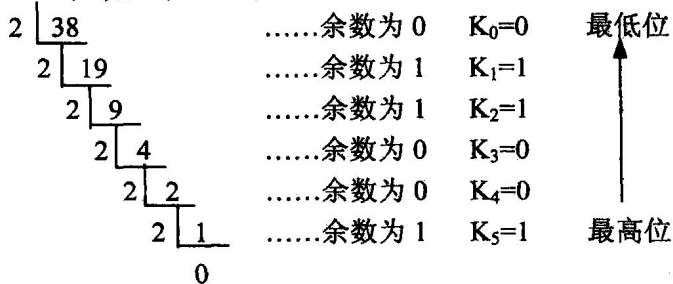 2 38 ……余数为 0 K₀=0 最低位
2 19 ……余数为 1 K₁=1
2 9 ……余数为 1 K₂=1
2 4 ……余数为 0 K₃=0
2 2 ……余数为 0 K₄=0
2 1 ……余数为 1 K₅=1 最高位
0